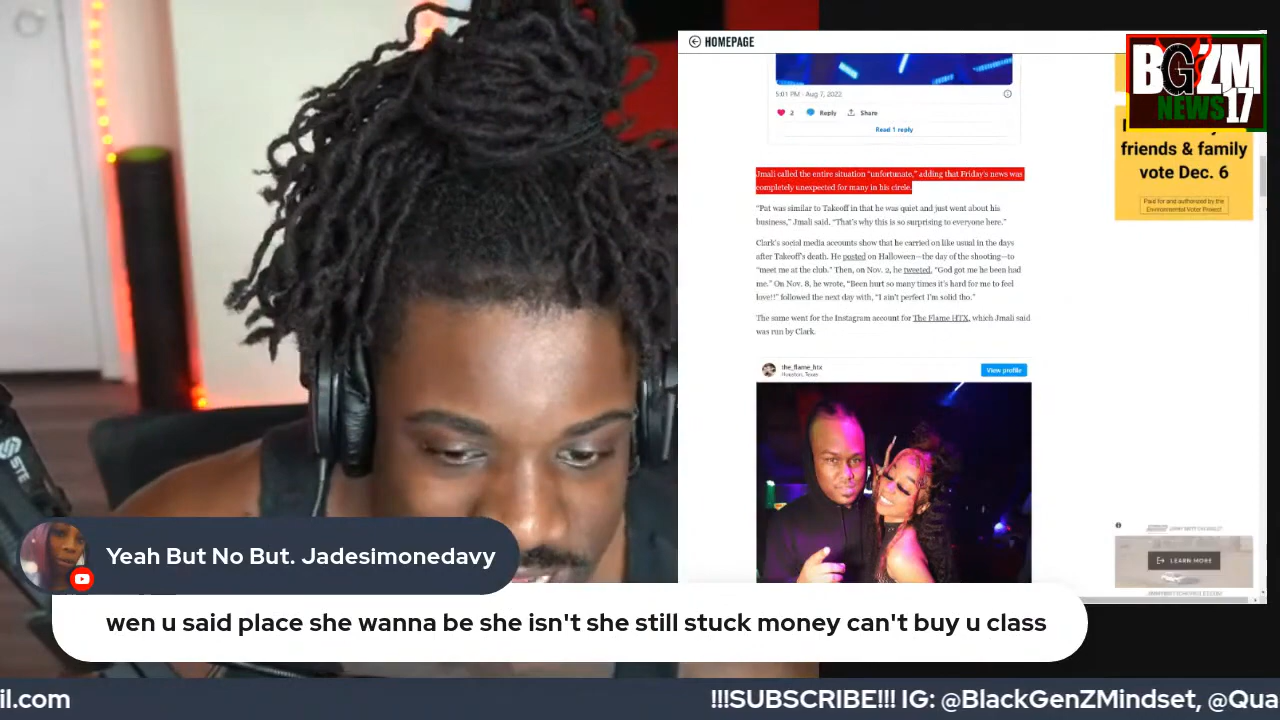 HOMEPAGE
BGZM
NEWS 17
5:01 PM · Aug 7, 2022
2 Reply Share
Read 1 reply
friends & family
vote Dec. 6
Paid for and authorized by the
Environmental Voter Project
Jmali called the entire situation "unfortunate," adding that Friday's news was
completely unexpected for many in his circle.
"Pat was similar to Takeoff in that he was quiet and just went about his
business," Jmali said. "That's why this is so surprising to everyone here."
Clark's social media accounts show that he carried on like usual in the days
after Takeoff's death. He posted on Halloween—the day of the shooting—to
"meet me at the club." Then, on Nov. 2, he tweeted, "God got me he been had
me." On Nov. 8, he wrote, "Been hurt so many times it's hard for me to feel
love!!" followed the next day with, "I ain't perfect I'm solid tho."
The same went for the Instagram account for The Flame HTX, which Jmali said
was run by Clark.
the_flame_htx
Houston, Texas
View profile
LEARN MORE
Yeah But No But. Jadesimonedavy
wen u said place she wanna be she isn't she still stuck money can't buy u class
il.com !!!SUBSCRIBE!!! IG: @BlackGenZMindset, @Qua